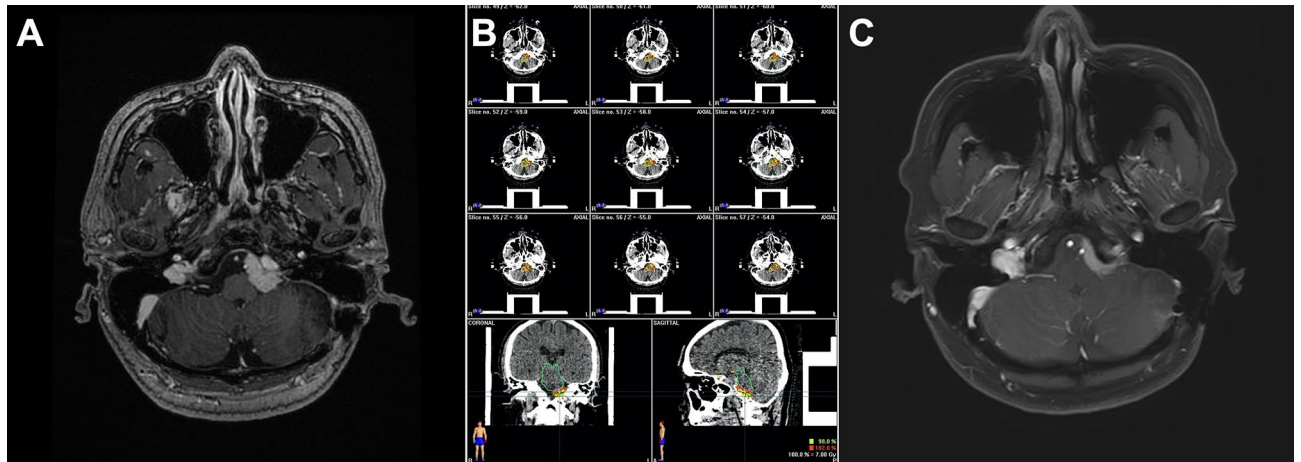 A
B
C
Slice no. 49 / Z = -62.0 AXIAL
Slice no. 50 / Z = -61.0 AXIAL
Slice no. 51 / Z = -60.0 AXIAL
R L
R L
R L
Slice no. 52 / Z = -59.0 AXIAL
Slice no. 53 / Z = -58.0 AXIAL
Slice no. 54 / Z = -57.0 AXIAL
R L
R L
R L
Slice no. 55 / Z = -56.0 AXIAL
Slice no. 56 / Z = -55.0 AXIAL
Slice no. 57 / Z = -54.0 AXIAL
R L
R L
R L
CORONAL
SAGITTAL
R L
A P
90.0 %
102.0 %
100.0 % = 7.00 Gy